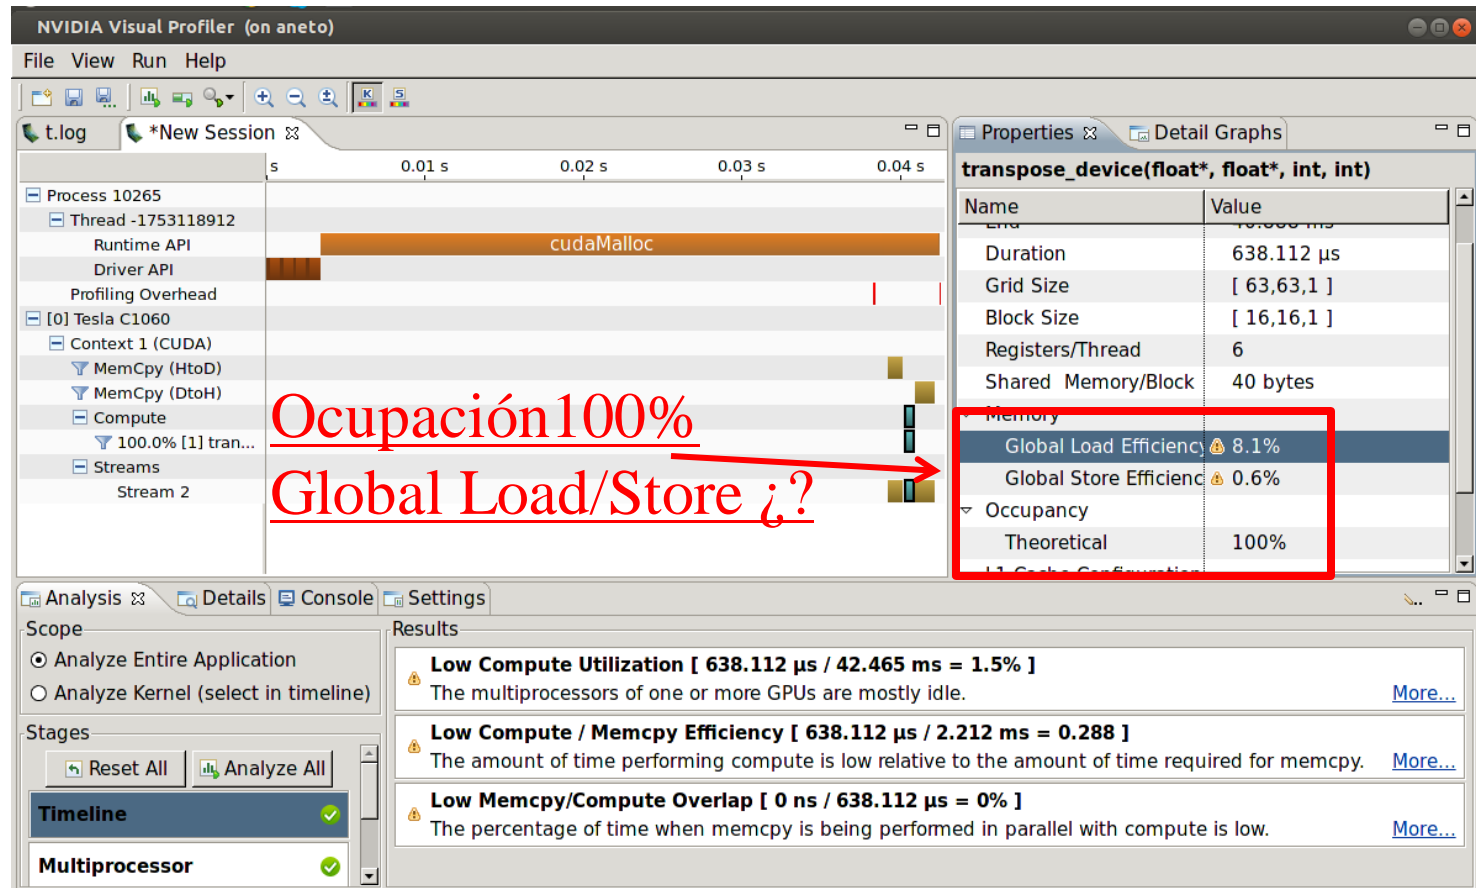 NVIDIA Visual Profiler (on aneto)
File View Run Help
t.log
*New Session
s 0.01 s 0.02 s 0.03 s 0.04 s
Process 10265
Thread -1753118912
Runtime API
cudaMalloc
Driver API
Profiling Overhead
[0] Tesla C1060
Context 1 (CUDA)
MemCpy (HtoD)
MemCpy (DtoH)
Compute
100.0% [1] tran...
Streams
Stream 2
Ocupación100%
Global Load/Store ¿?
Properties
Detail Graphs
transpose_device(float*, float*, int, int)
Name Value
Duration 638.112 µs
Grid Size [ 63,63,1 ]
Block Size [ 16,16,1 ]
Registers/Thread 6
Shared Memory/Block 40 bytes
Memory
Global Load Efficiency 8.1%
Global Store Efficienc 0.6%
Occupancy
Theoretical 100%
L1 Cache Configuration
Analysis Details Console Settings
Scope
Analyze Entire Application
Analyze Kernel (select in timeline)
Stages
Reset All Analyze All
Timeline
Multiprocessor
Results
Low Compute Utilization [ 638.112 µs / 42.465 ms = 1.5% ]
The multiprocessors of one or more GPUs are mostly idle. More...
Low Compute / Memcpy Efficiency [ 638.112 µs / 2.212 ms = 0.288 ]
The amount of time performing compute is low relative to the amount of time required for memcpy. More...
Low Memcpy/Compute Overlap [ 0 ns / 638.112 µs = 0% ]
The percentage of time when memcpy is being performed in parallel with compute is low. More...